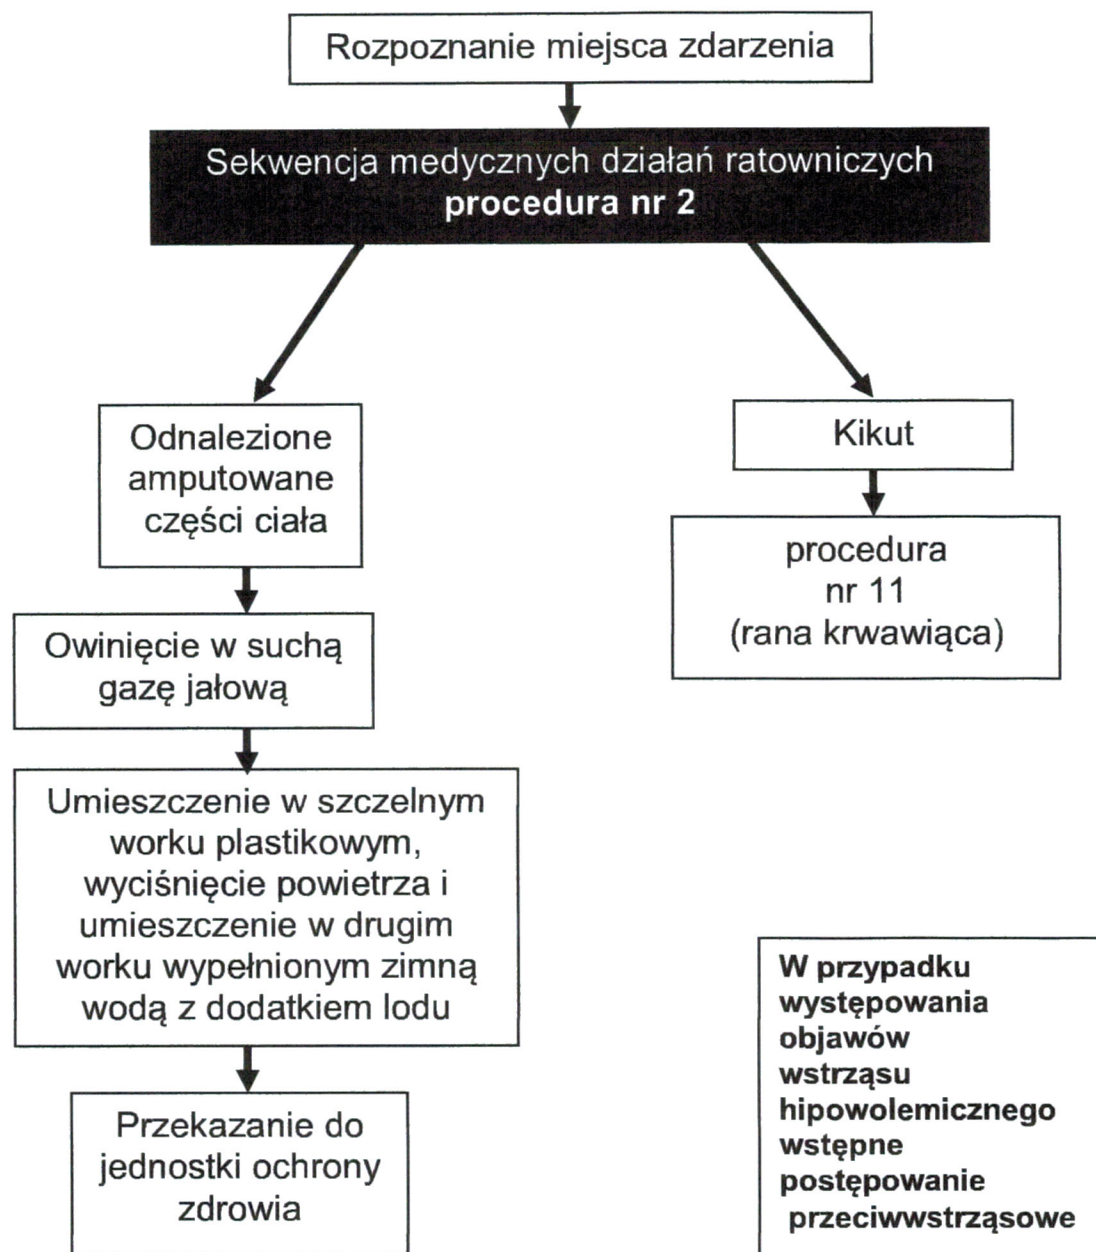 Rozpoznanie miejsca zdarzenia
Sekwencja medycznych działań ratowniczych
procedura nr 2
Odnalezione
amputowane
części ciała
Owinięcie w suchą
gazę jałową
Umieszczenie w szczelnym
worku plastikowym,
wyciśnięcie powietrza i
umieszczenie w drugim
worku wypełnionym zimną
wodą z dodatkiem lodu
Przekazanie do
jednostki ochrony
zdrowia
Kikut
procedura
nr 11
(rana krwawiąca)
W przypadku
występowania
objawów
wstrząsu
hipowolemicznego
wstępne
postępowanie
przeciwwstrząsowe